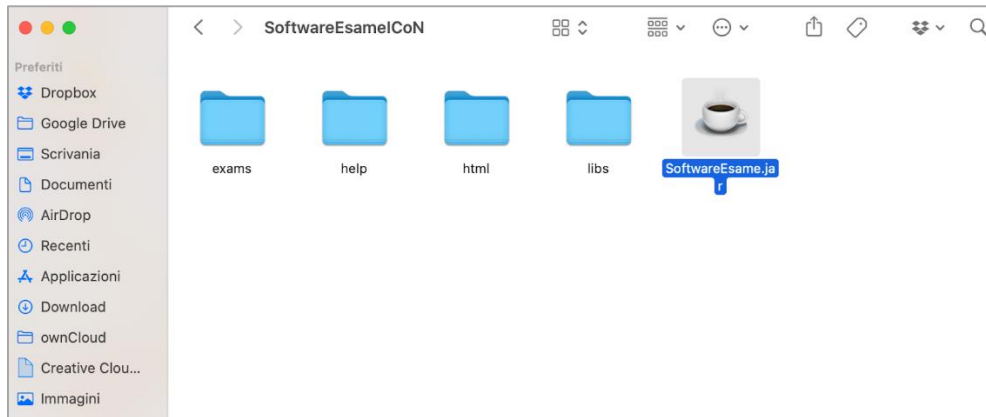 SoftwareEsameICoN
Preferiti
Dropbox
Google Drive
Scrivania
Documenti
AirDrop
Recenti
Applicazioni
Download
ownCloud
Creative Clou...
Immagini
exams
help
html
libs
SoftwareEsame.ja
r